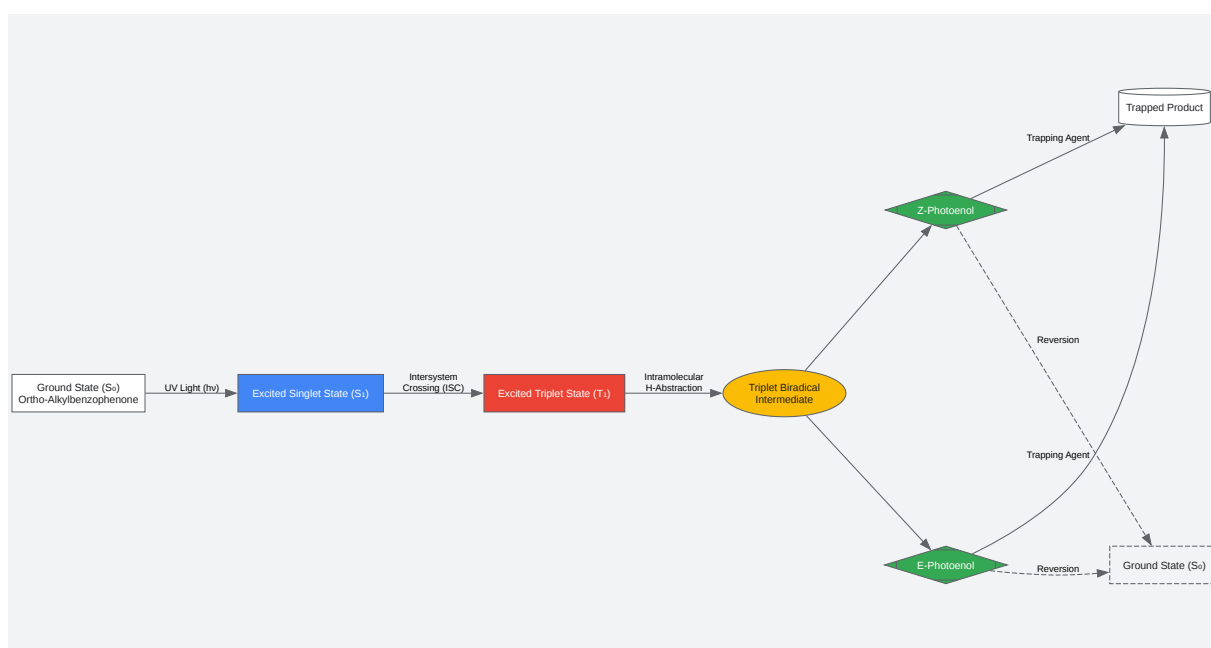 Ground State (S₀)
Ortho-Alkylbenzophenone
UV Light (hν)
Excited Singlet State (S₁)
Intersystem
Crossing (ISC)
Excited Triplet State (T₁)
Intramolecular
H-Abstraction
Triplet Biradical
Intermediate
Z-Photoenol
Trapping Agent
Trapped Product
Reversion
Trapping Agent
E-Photoenol
Reversion
Ground State (S₀)